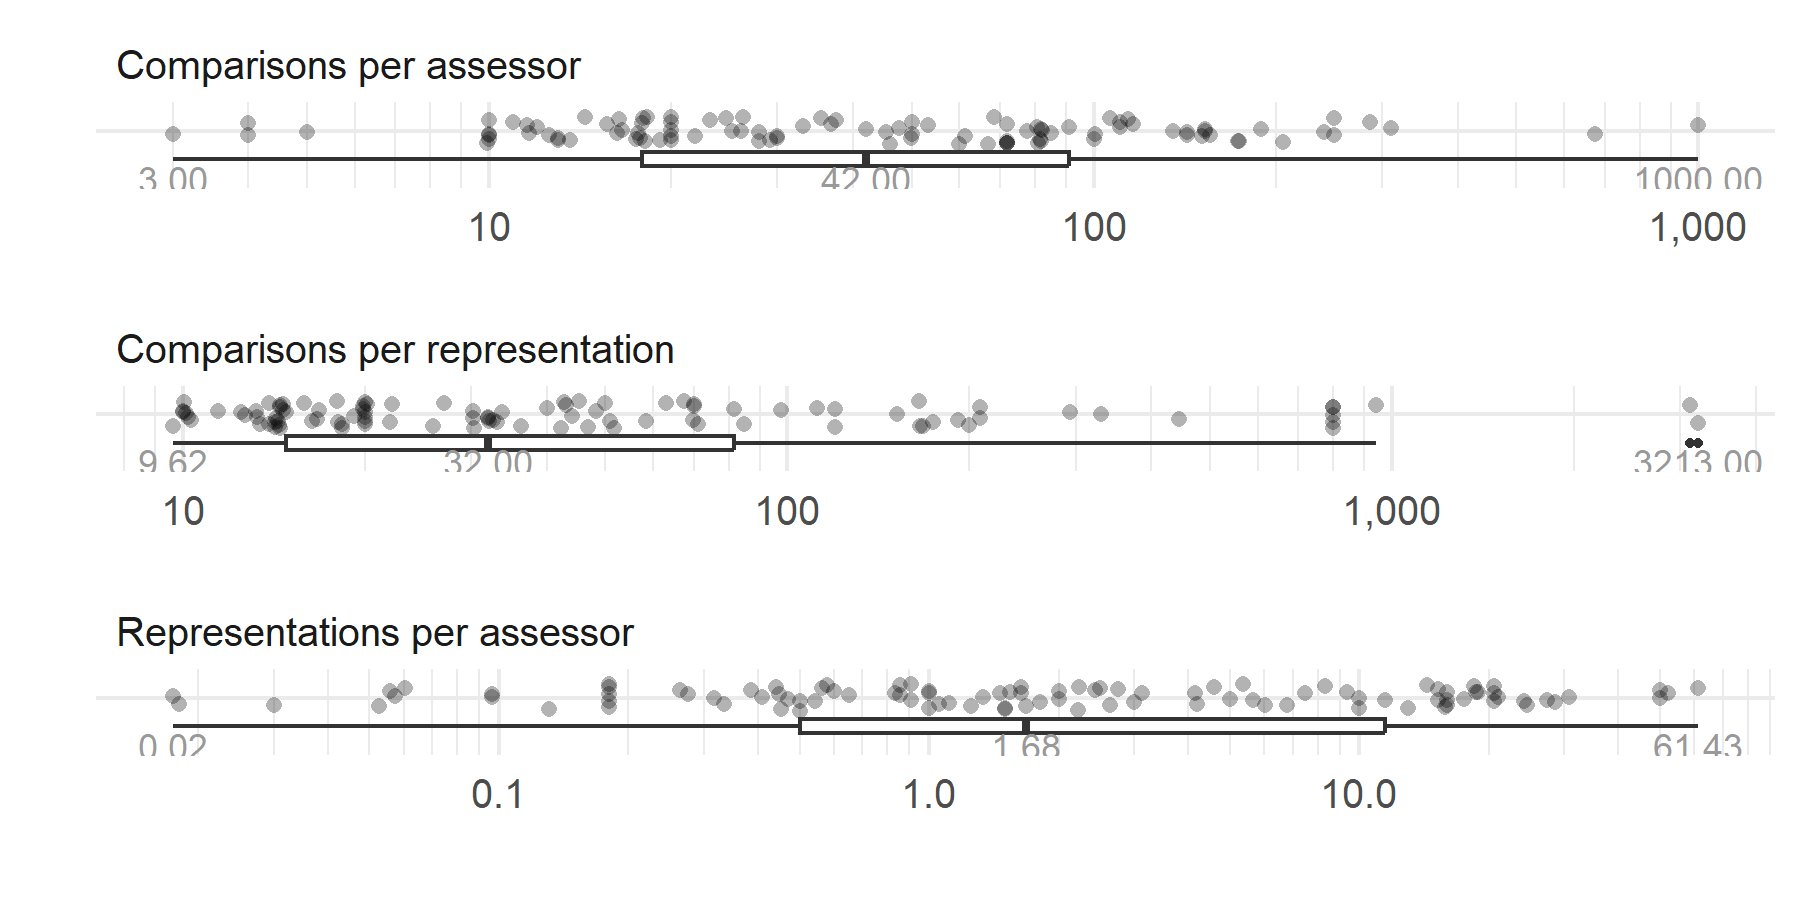 Comparisons per assessor
3.00 42.00 1000.00
10 100 1,000
Comparisons per representation
9.62 32.00 3213.00
10 100 1,000
Representations per assessor
0.02 1.68 61.43
0.1 1.0 10.0